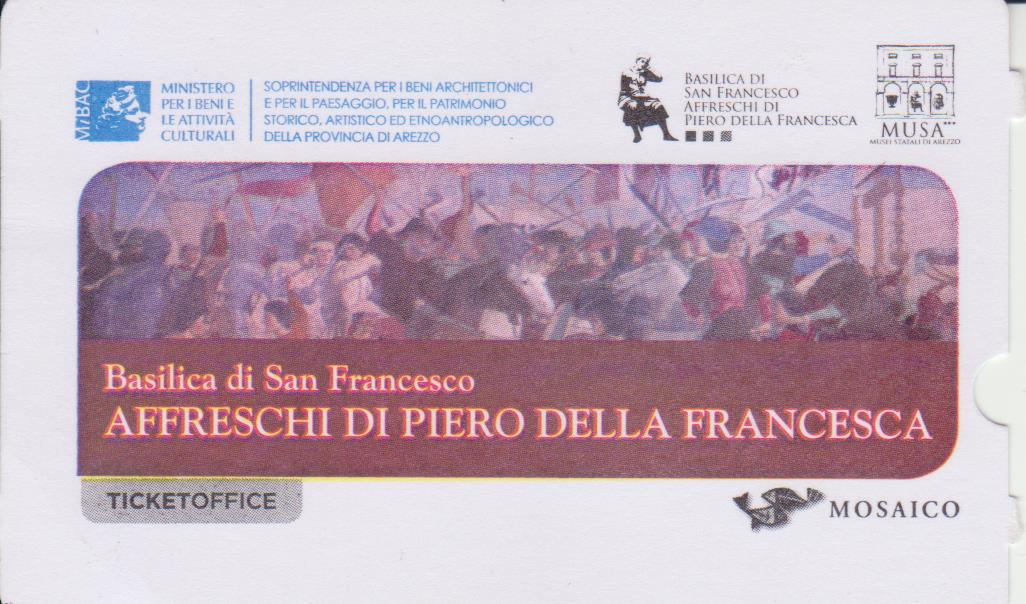 MiBAC
MINISTERO
PER I BENI E
LE ATTIVITÀ
CULTURALI
SOPRINTENDENZA PER I BENI ARCHITETTONICI
E PER IL PAESAGGIO, PER IL PATRIMONIO
STORICO, ARTISTICO ED ETNOANTROPOLOGICO
DELLA PROVINCIA DI AREZZO
BASILICA DI
SAN FRANCESCO
AFFRESCHI DI
PIERO DELLA FRANCESCA
MUSA
MUSEI STATALI DI AREZZO
Basilica di San Francesco
AFFRESCHI DI PIERO DELLA FRANCESCA
TICKETOFFICE
MOSAICO